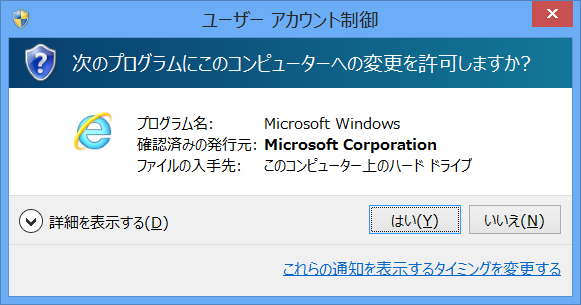 ユーザー アカウント制御
次のプログラムにこのコンピューターへの変更を許可しますか?
プログラム名: Microsoft Windows
確認済みの発行元: Microsoft Corporation
ファイルの入手先: このコンピューター上のハード ドライブ
詳細を表示する(D) はい(Y) いいえ(N)
これらの通知を表示するタイミングを変更する